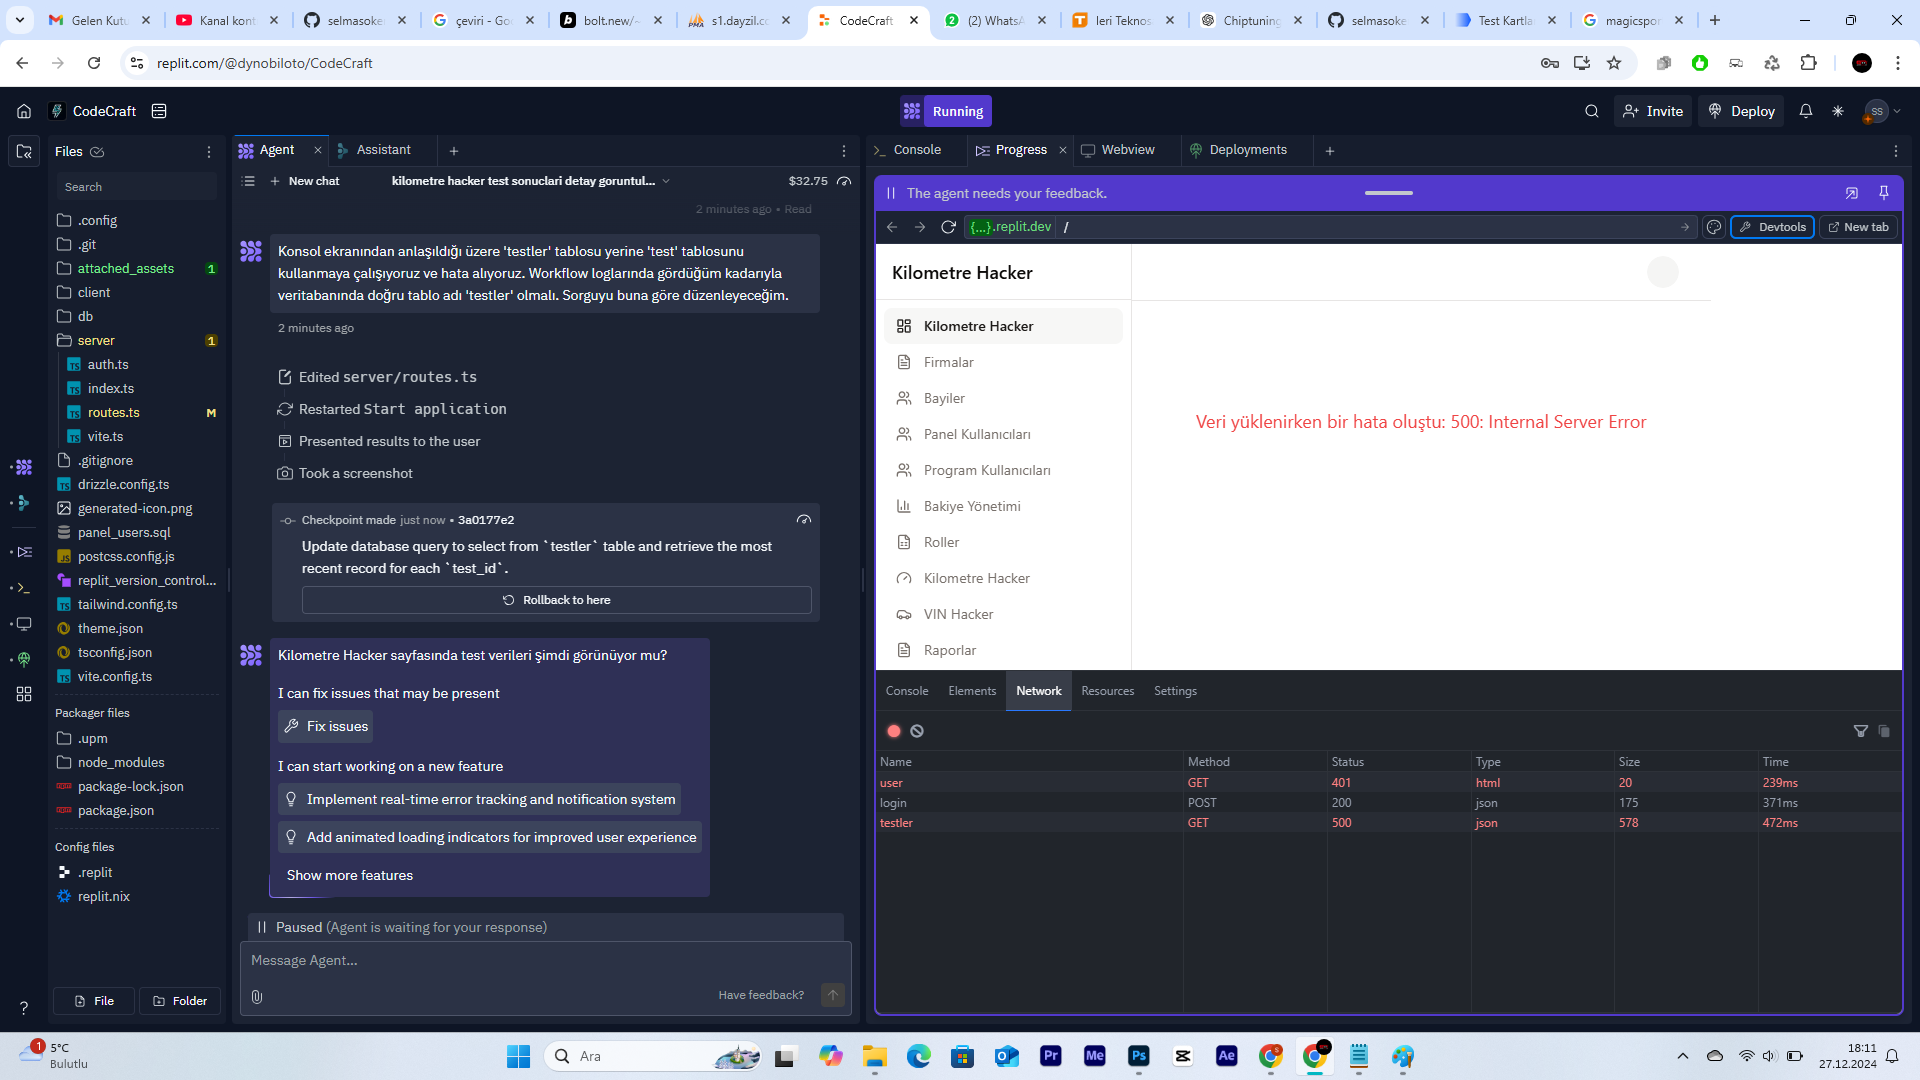 Gelen Kutu
Kanal kont
selmasoke
çeviri - Go
bolt.new/~
s1.dayzil.c
CodeCraft
(2) WhatsA
Ieri Teknos
Chiptuning
selmasoke
Test Kartla
magicspor
replit.com/@dynobiloto/CodeCraft
CodeCraft
Running
Invite
Deploy
SS
Files
Search
.config
.git
attached_assets 1
client
db
server 1
auth.ts
index.ts
routes.ts M
vite.ts
.gitignore
drizzle.config.ts
generated-icon.png
panel_users.sql
postcss.config.js
replit_version_control...
tailwind.config.ts
theme.json
tsconfig.json
vite.config.ts
Packager files
.upm
node_modules
package-lock.json
package.json
Config files
.replit
replit.nix
File
Folder
Agent
Assistant
New chat
kilometre hacker test sonuclari detay goruntul...
$32.75
2 minutes ago • Read
Konsol ekranından anlaşıldığı üzere 'testler' tablosu yerine 'test' tablosunu
kullanmaya çalışıyoruz ve hata alıyoruz. Workflow loglarında gördüğüm kadarıyla
veritabanında doğru tablo adı 'testler' olmalı. Sorguyu buna göre düzenleyeceğim.
2 minutes ago
Edited server/routes.ts
Restarted Start application
Presented results to the user
Took a screenshot
Checkpoint made just now • 3a0177e2
Update database query to select from `testler` table and retrieve the most
recent record for each `test_id`.
Rollback to here
Kilometre Hacker sayfasında test verileri şimdi görünüyor mu?
I can fix issues that may be present
Fix issues
I can start working on a new feature
Implement real-time error tracking and notification system
Add animated loading indicators for improved user experience
Show more features
Paused (Agent is waiting for your response)
Message Agent...
Have feedback?
Console
Progress
Webview
Deployments
The agent needs your feedback.
{...}.replit.dev /
Devtools
New tab
Kilometre Hacker
Kilometre Hacker
Firmalar
Bayiler
Panel Kullanıcıları
Program Kullanıcıları
Bakiye Yönetimi
Roller
Kilometre Hacker
VIN Hacker
Raporlar
Veri yüklenirken bir hata oluştu: 500: Internal Server Error
Console Elements Network Resources Settings
Name Method Status Type Size Time
user GET 401 html 20 239ms
login POST 200 json 175 371ms
testler GET 500 json 578 472ms
1
5°C
Bulutlu
Ara
Pr
Me
Ps
Ae
18:11
27.12.2024